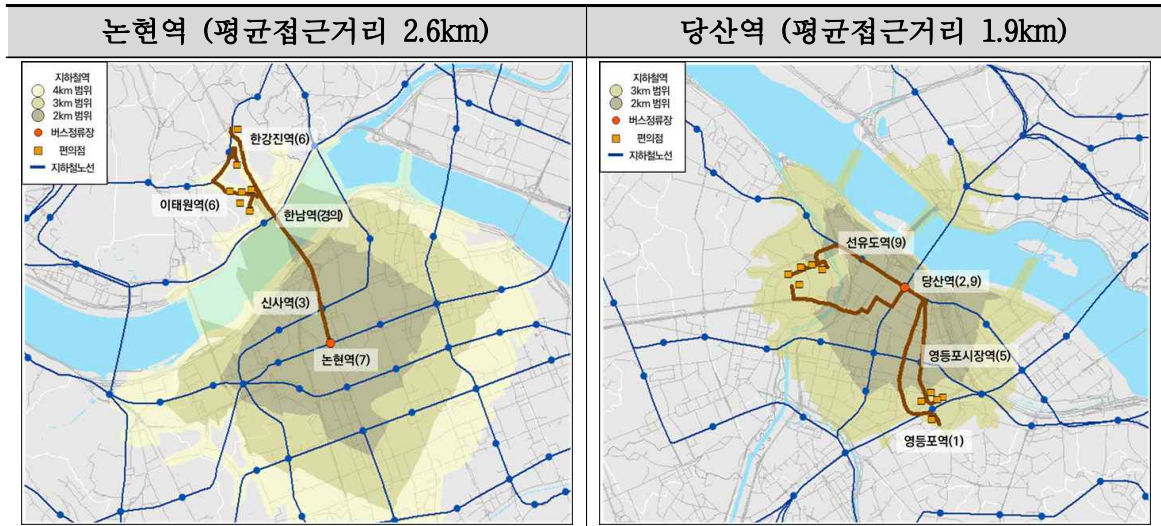 논현역 (평균접근거리 2.6km)
당산역 (평균접근거리 1.9km)
지하철역
4km 범위
3km 범위
2km 범위
버스정류장
편의점
지하철노선
한강진역(6)
이태원역(6)
한남역(경의)
신사역(3)
논현역(7)
지하철역
3km 범위
2km 범위
버스정류장
편의점
지하철노선
선유도역(9)
당산역(2,9)
영등포시장역(5)
영등포역(1)